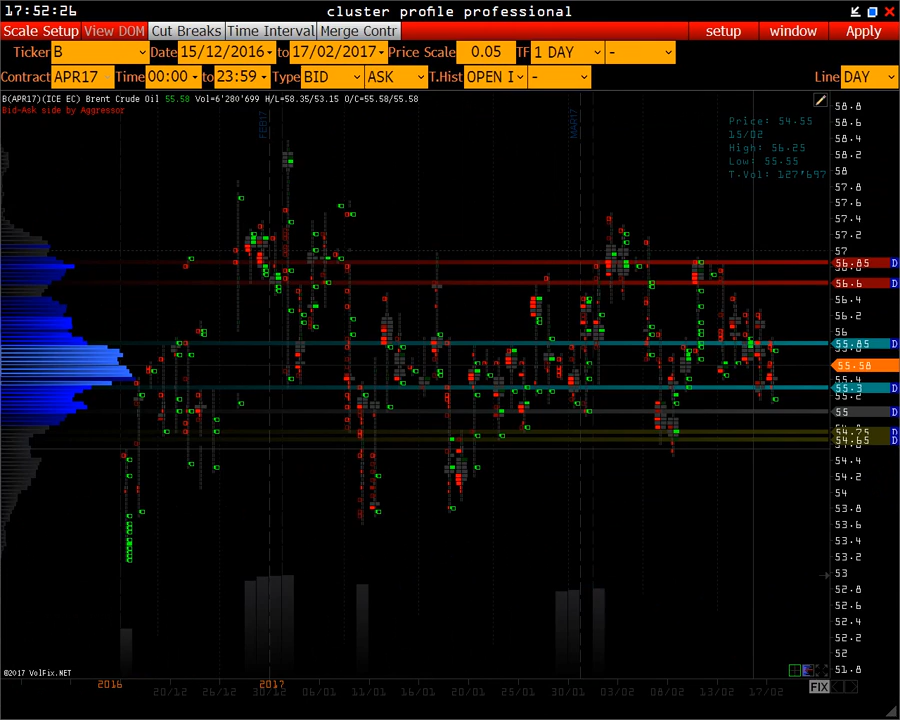 17:52:26 cluster profile professional
Scale Setup View DOM Cut Breaks Time Interval Merge Contr setup window Apply
Ticker B Date 15/12/2016 to 17/02/2017 Price Scale 0.05 TF 1 DAY -
Contract APR17 Time 00:00 to 23:59 Type BID ASK T.Hist OPEN I - Line DAY
B(APR17)(ICE EC) Brent Crude Oil 55.58 Vol=6'280'699 H/L=58.35/53.15 O/C=55.58/55.58
Bid-Ask side by Aggressor
FEB17
MAR17
Price: 54.55
15/02
High: 56.25
Low: 55.55
T.Vol: 127'697
58.8
58.6
58.4
58.2
58
57.8
57.6
57.4
57.2
57
56.85 D
56.6 D
56.4
56.2
56
55.85 D
55.58
55.4
55.3 D
55.2
55 D
54.75 D
54.65 D
54.4
54.2
54
53.8
53.6
53.4
53.2
53
52.8
52.6
52.4
52.2
52
51.8
©2017 VolFix.NET
2016 2017
20/12 26/12 30/12 06/01 11/01 16/01 20/01 25/01 30/01 03/02 08/02 13/02 17/02
FIX